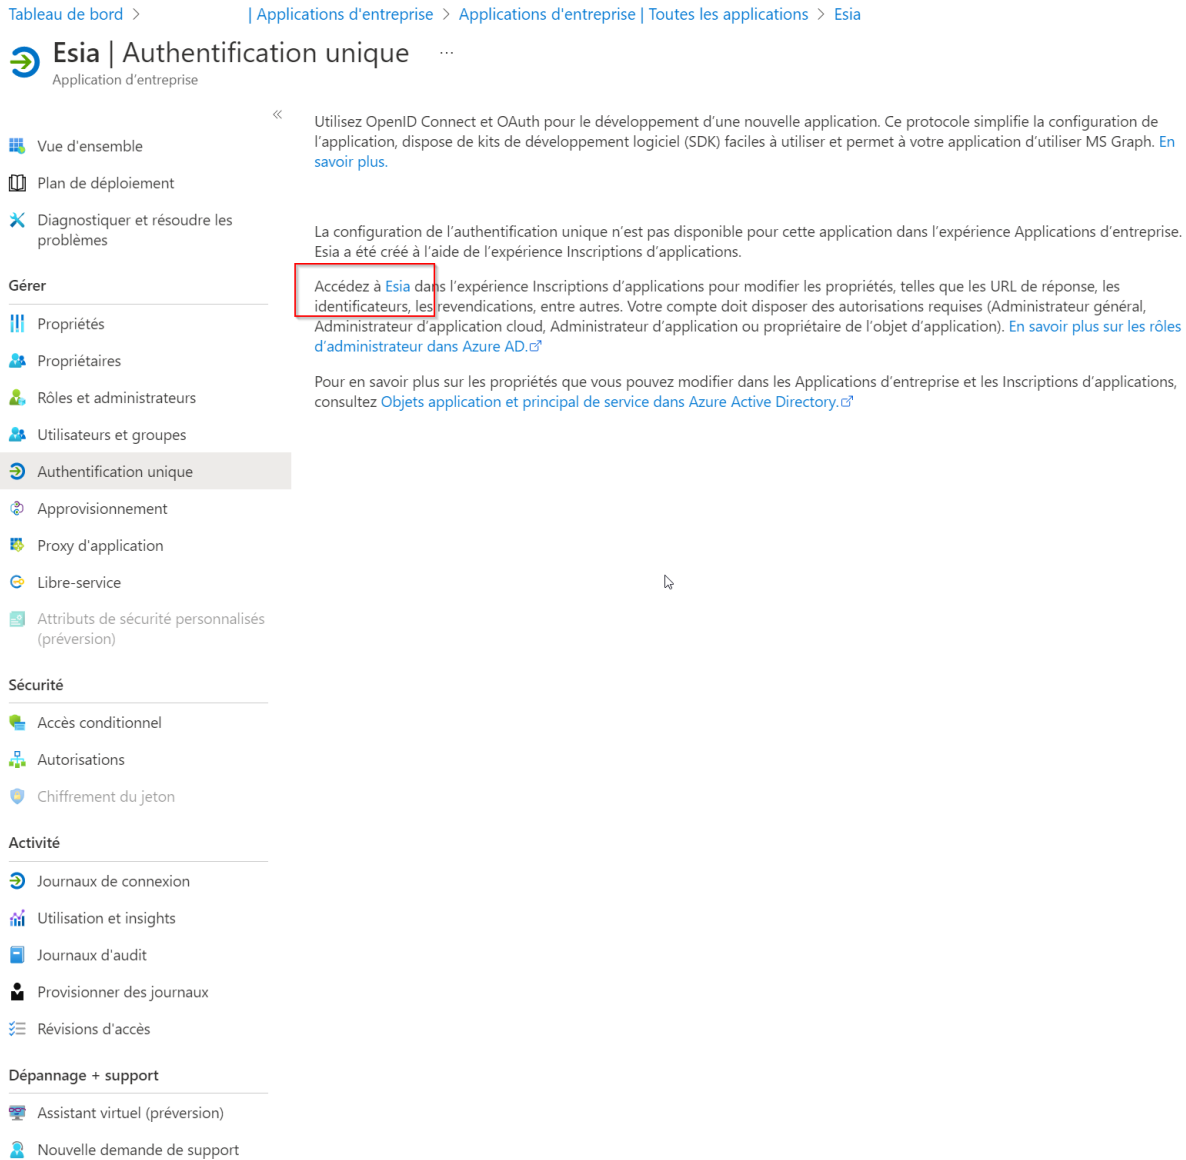 Tableau de bord > | Applications d'entreprise > Applications d'entreprise | Toutes les applications > Esia
Esia | Authentification unique ...
Application d'entreprise
«
Vue d'ensemble
Plan de déploiement
Diagnostiquer et résoudre les
problèmes
Gérer
Propriétés
Propriétaires
Rôles et administrateurs
Utilisateurs et groupes
Authentification unique
Approvisionnement
Proxy d'application
Libre-service
Attributs de sécurité personnalisés
(préversion)
Sécurité
Accès conditionnel
Autorisations
Chiffrement du jeton
Activité
Journaux de connexion
Utilisation et insights
Journaux d'audit
Provisionner des journaux
Révisions d'accès
Dépannage + support
Assistant virtuel (préversion)
Nouvelle demande de support
Utilisez OpenID Connect et OAuth pour le développement d'une nouvelle application. Ce protocole simplifie la configuration de
l'application, dispose de kits de développement logiciel (SDK) faciles à utiliser et permet à votre application d'utiliser MS Graph. En
savoir plus.
La configuration de l'authentification unique n'est pas disponible pour cette application dans l'expérience Applications d'entreprise.
Esia a été créé à l'aide de l'expérience Inscriptions d'applications.
Accédez à Esia dans l'expérience Inscriptions d'applications pour modifier les propriétés, telles que les URL de réponse, les
identificateurs, les revendications, entre autres. Votre compte doit disposer des autorisations requises (Administrateur général,
Administrateur d'application cloud, Administrateur d'application ou propriétaire de l'objet d'application). En savoir plus sur les rôles
d'administrateur dans Azure AD.
Pour en savoir plus sur les propriétés que vous pouvez modifier dans les Applications d'entreprise et les Inscriptions d'applications,
consultez Objets application et principal de service dans Azure Active Directory.